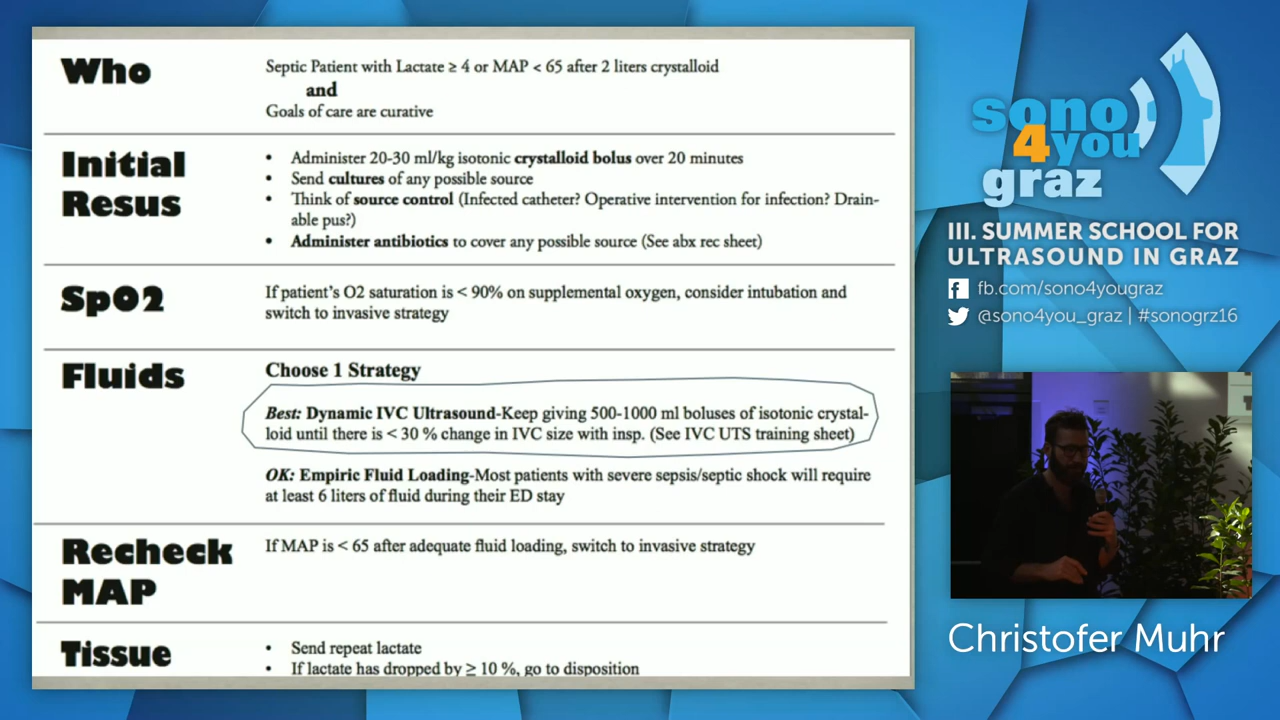 Who
Septic Patient with Lactate ≥ 4 or MAP < 65 after 2 liters crystalloid
and
Goals of care are curative
Initial
Resus
• Administer 20-30 ml/kg isotonic crystalloid bolus over 20 minutes
• Send cultures of any possible source
• Think of source control (Infected catheter? Operative intervention for infection? Drain-
able pus?)
• Administer antibiotics to cover any possible source (See abx rec sheet)
SpO2
If patient's O2 saturation is < 90% on supplemental oxygen, consider intubation and
switch to invasive strategy
Fluids
Choose 1 Strategy
Best: Dynamic IVC Ultrasound-Keep giving 500-1000 ml boluses of isotonic crystal-
loid until there is < 30 % change in IVC size with insp. (See IVC UTS training sheet)
OK: Empiric Fluid Loading-Most patients with severe sepsis/septic shock will require
at least 6 liters of fluid during their ED stay
Recheck
MAP
If MAP is < 65 after adequate fluid loading, switch to invasive strategy
Tissue
• Send repeat lactate
• If lactate has dropped by ≥ 10 %, go to disposition
sono
4you
graz
III. SUMMER SCHOOL FOR
ULTRASOUND IN GRAZ
fb.com/sono4yougraz
@sono4you_graz | #sonogrz16
Christofer Muhr